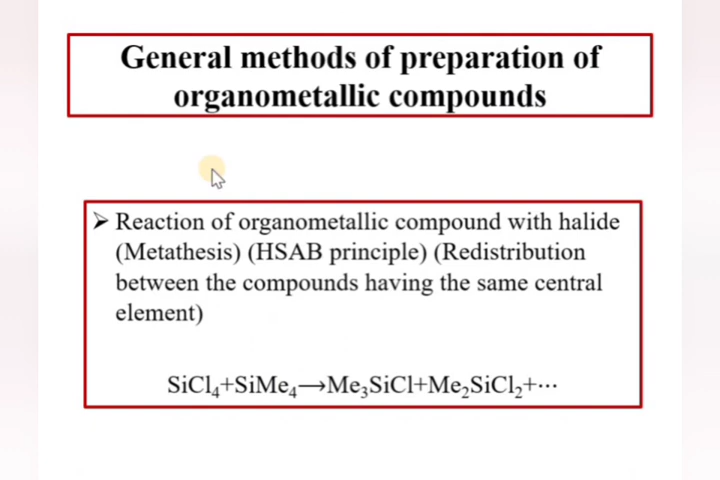 General methods of preparation of
organometallic compounds
➢ Reaction of organometallic compound with halide
(Metathesis) (HSAB principle) (Redistribution
between the compounds having the same central
element)
SiCl₄+SiMe₄⟶Me₃SiCl+Me₂SiCl₂+⋯